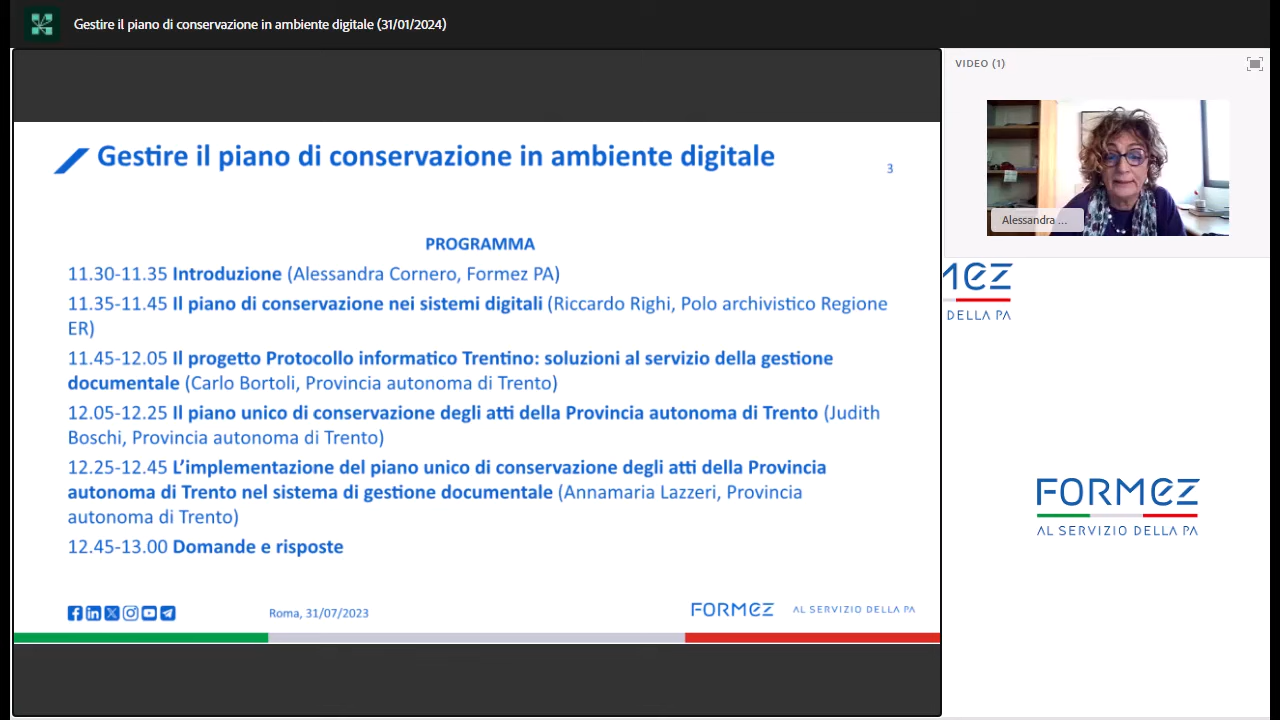 Gestire il piano di conservazione in ambiente digitale (31/01/2024)
VIDEO (1)
Alessandra ...
Gestire il piano di conservazione in ambiente digitale
3
PROGRAMMA
11.30-11.35 Introduzione (Alessandra Cornero, Formez PA)
11.35-11.45 Il piano di conservazione nei sistemi digitali (Riccardo Righi, Polo archivistico Regione
ER)
11.45-12.05 Il progetto Protocollo informatico Trentino: soluzioni al servizio della gestione
documentale (Carlo Bortoli, Provincia autonoma di Trento)
12.05-12.25 Il piano unico di conservazione degli atti della Provincia autonoma di Trento (Judith
Boschi, Provincia autonoma di Trento)
12.25-12.45 L’implementazione del piano unico di conservazione degli atti della Provincia
autonoma di Trento nel sistema di gestione documentale (Annamaria Lazzeri, Provincia
autonoma di Trento)
12.45-13.00 Domande e risposte
Roma, 31/07/2023
FORMEZ AL SERVIZIO DELLA PA
MEZ
DELLA PA
FORMEZ
AL SERVIZIO DELLA PA